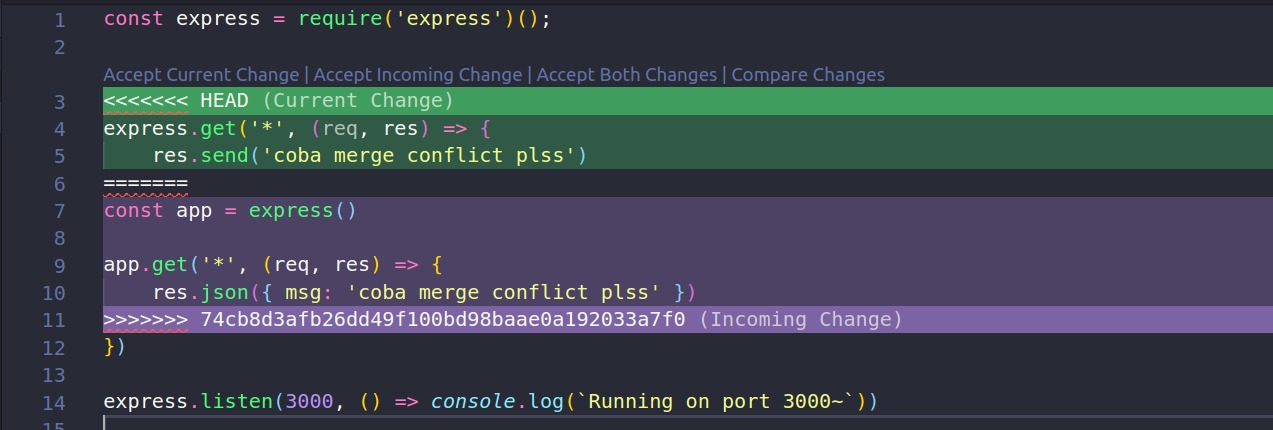 1 const express = require('express')();
2
Accept Current Change | Accept Incoming Change | Accept Both Changes | Compare Changes
3 <<<<<<< HEAD (Current Change)
4 express.get('*', (req, res) => {
5     res.send('coba merge conflict plss')
6 =======
7 const app = express()
8
9 app.get('*', (req, res) => {
10     res.json({ msg: 'coba merge conflict plss' })
11 >>>>>>> 74cb8d3afb26dd49f100bd98baae0a192033a7f0 (Incoming Change)
12 })
13
14 express.listen(3000, () => console.log(`Running on port 3000~`))
15